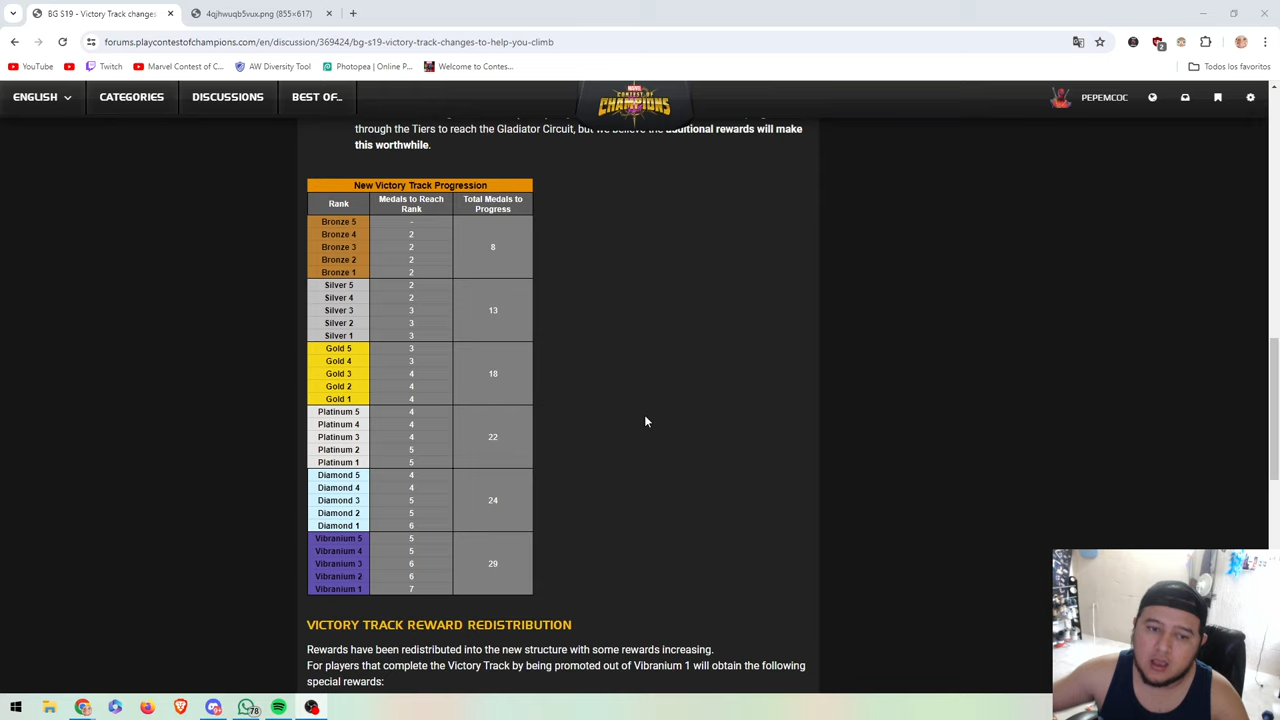 BG S19 - Victory Track changes
4qjhwuqb5vux.png (855×617)
forums.playcontestofchampions.com/en/discussion/369424/bg-s19-victory-track-changes-to-help-you-climb
YouTube
Twitch
Marvel Contest of C...
AW Diversity Tool
Photopea | Online P...
Welcome to Contes...
Todos los favoritos
ENGLISH
CATEGORIES
DISCUSSIONS
BEST OF...
MARVEL
CONTEST OF
CHAMPIONS
PEPEMCOC
through the Tiers to reach the Gladiator Circuit, but we believe the additional rewards will make
this worthwhile.
New Victory Track Progression
Rank Medals to Reach Rank Total Medals to Progress
Bronze 5 -
Bronze 4 2
Bronze 3 2 8
Bronze 2 2
Bronze 1 2
Silver 5 2
Silver 4 2
Silver 3 3 13
Silver 2 3
Silver 1 3
Gold 5 3
Gold 4 3
Gold 3 4 18
Gold 2 4
Gold 1 4
Platinum 5 4
Platinum 4 4
Platinum 3 4 22
Platinum 2 5
Platinum 1 5
Diamond 5 4
Diamond 4 4
Diamond 3 5 24
Diamond 2 5
Diamond 1 6
Vibranium 5 5
Vibranium 4 5
Vibranium 3 6 29
Vibranium 2 6
Vibranium 1 7
VICTORY TRACK REWARD REDISTRIBUTION
Rewards have been redistributed into the new structure with some rewards increasing.
For players that complete the Victory Track by being promoted out of Vibranium 1 will obtain the following
special rewards:
78